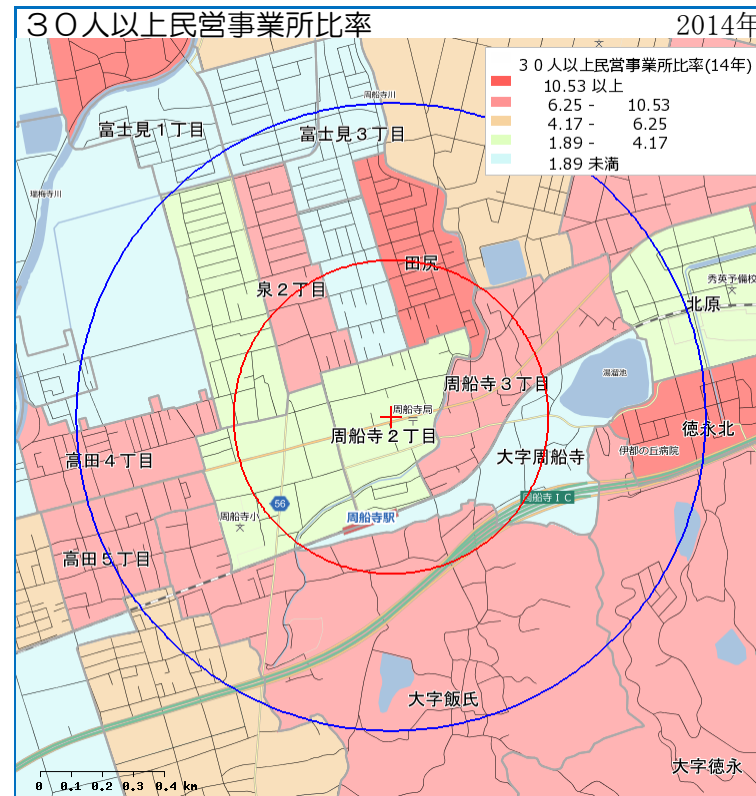 ３０人以上民営事業所比率
2014年
３０人以上民営事業所比率(14年)
10.53 以上
6.25 - 10.53
4.17 - 6.25
1.89 - 4.17
1.89 未満
周船寺川
富士見１丁目
富士見３丁目
瑞梅寺川
田尻
泉２丁目
秀英予備校
北原
湯溜池
周船寺３丁目
周船寺局
周船寺２丁目
徳永北
伊都の丘病院
大字周船寺
高田４丁目
周船寺ＩＣ
56
周船寺小
周船寺駅
高田５丁目
大字飯氏
大字徳永
0 0.1 0.2 0.3 0.4 km